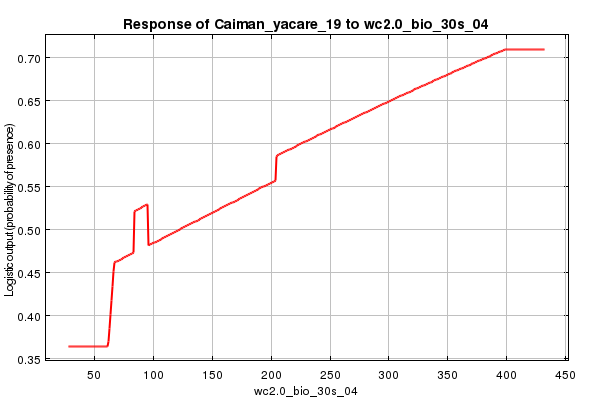 Response of Caiman_yacare_19 to wc2.0_bio_30s_04
Logistic output (probability of presence)
0.70
0.65
0.60
0.55
0.50
0.45
0.40
0.35
50 100 150 200 250 300 350 400 450
wc2.0_bio_30s_04